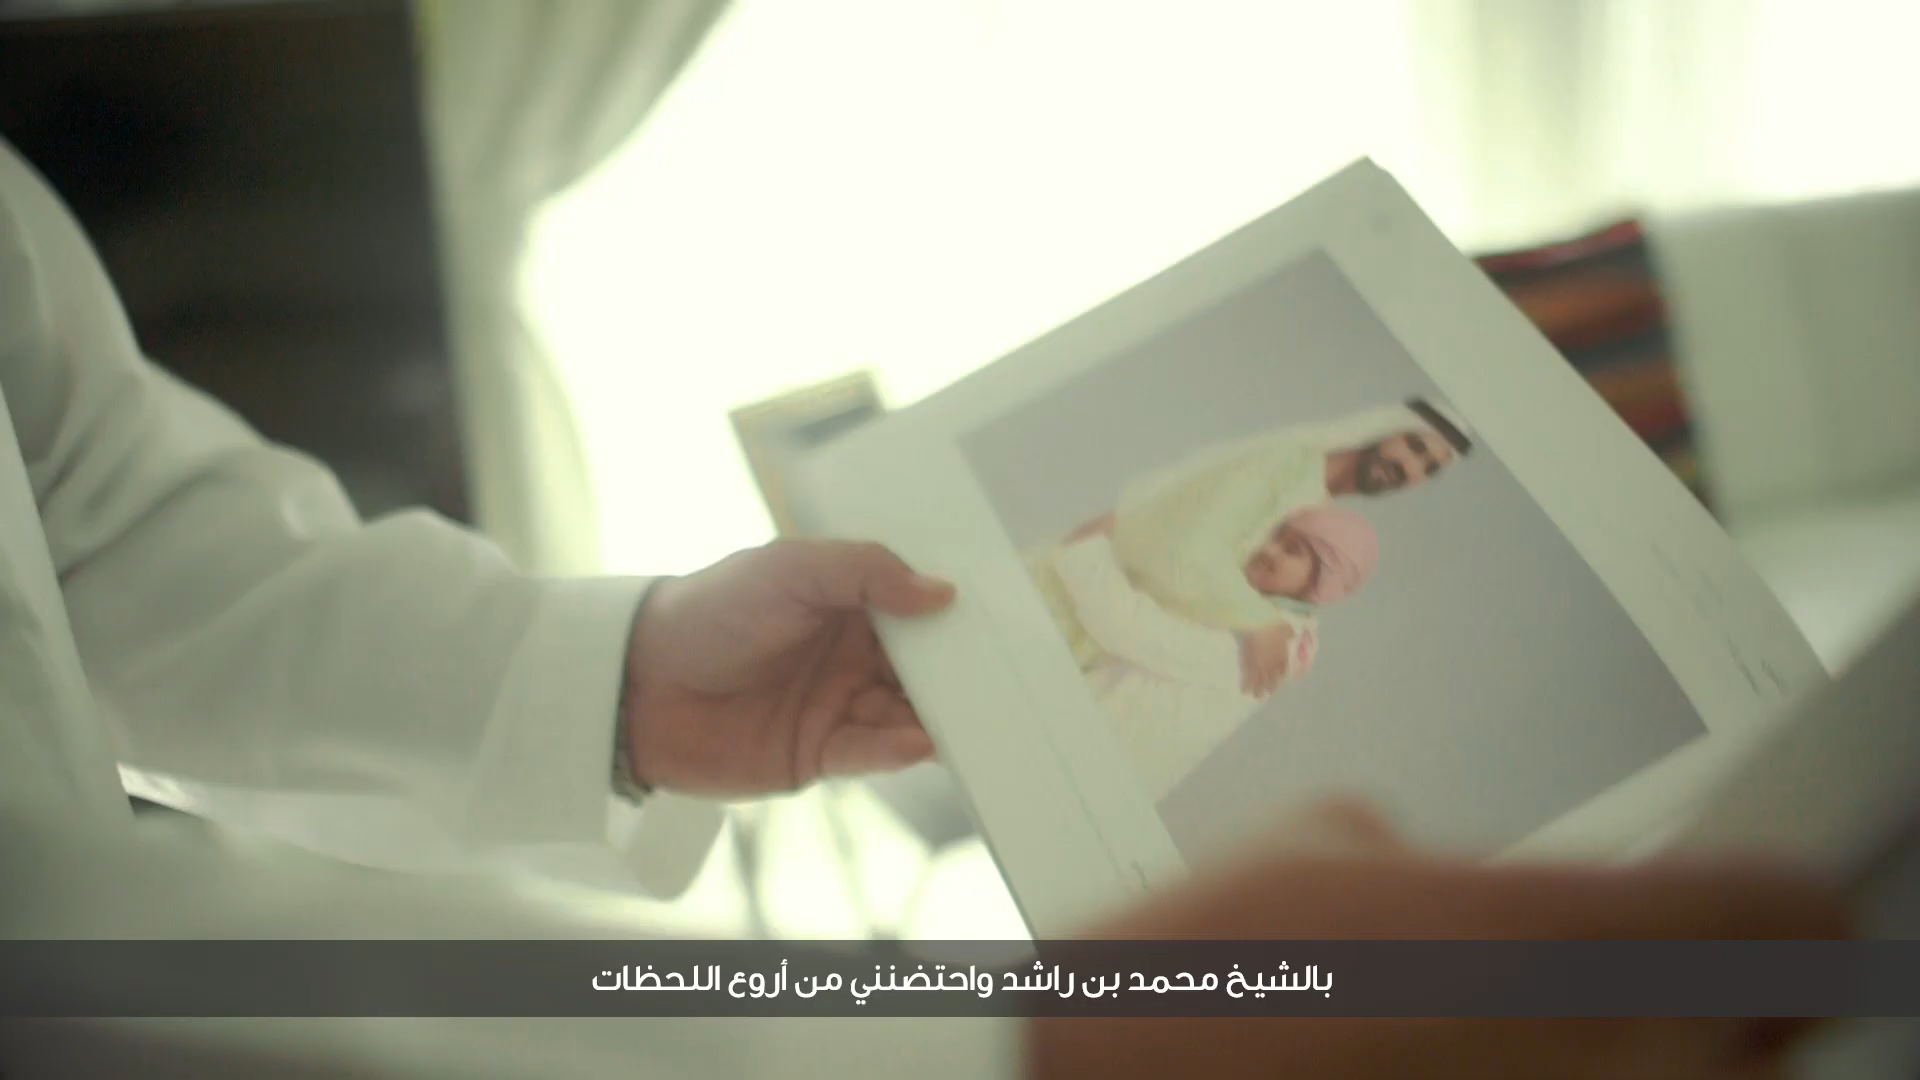 بالشيخ محمد بن راشد واحتضنني من أروع اللحظات